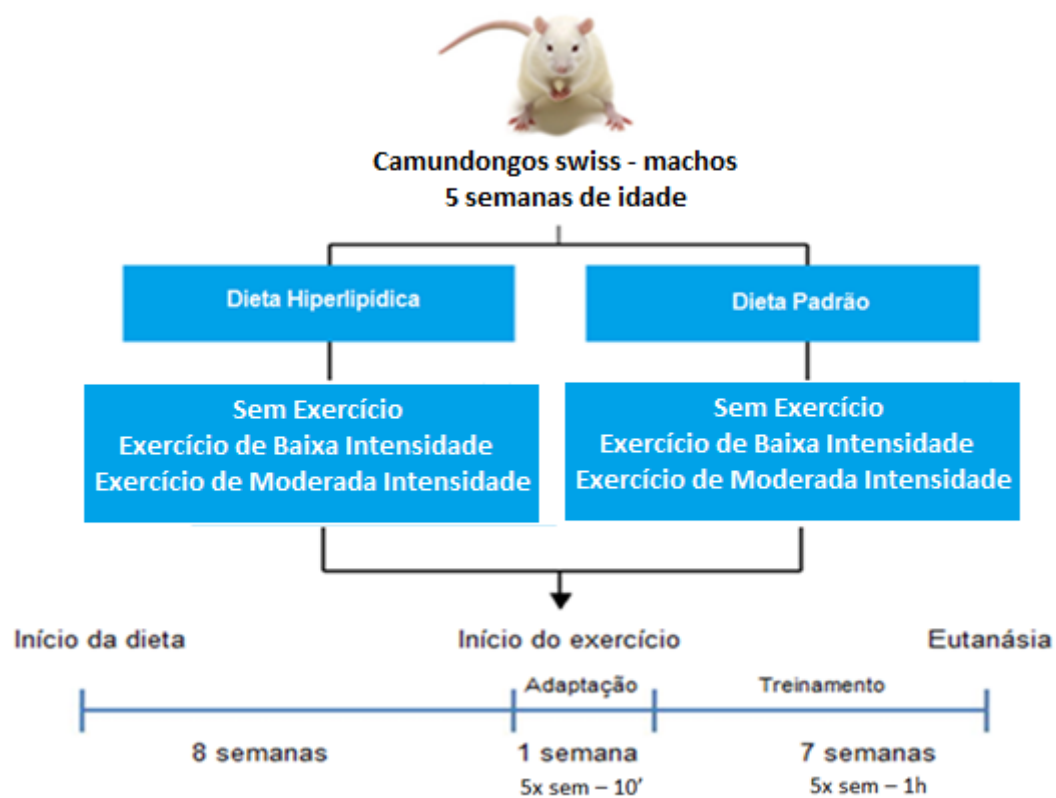 Camundongos swiss - machos
5 semanas de idade
Dieta Hiperlipídica
Dieta Padrão
Sem Exercício
Exercício de Baixa Intensidade
Exercício de Moderada Intensidade
Sem Exercício
Exercício de Baixa Intensidade
Exercício de Moderada Intensidade
Início da dieta
Início do exercício
Eutanásia
Adaptação
Treinamento
8 semanas
1 semana
5x sem – 10’
7 semanas
5x sem – 1h